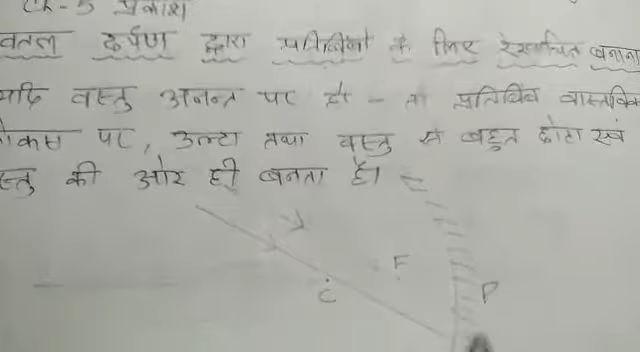 Ch-5 प्रकाश
वतल दर्पण द्वारा प्रतिबिंबो के लिए रेखाचित्र बनाना
यदि वस्तु अनन्त पर हो - तो प्रतिबिंब वास्तविक
फोकस पर, उल्टा तथा वस्तु से बहुत छोटा एवं
वस्तु की ओर ही बनता है।
F
C
P